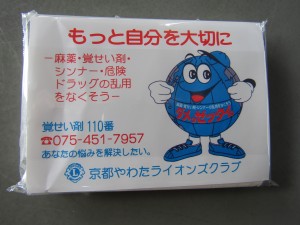 もっと自分を大切に
－麻薬・覚せい剤・
シンナー・危険
ドラッグの乱用
をなくそう－
覚せい剤 110番
☎075-451-7957
あなたの悩みを解決したい。
L
京都やわたライオンズクラブ